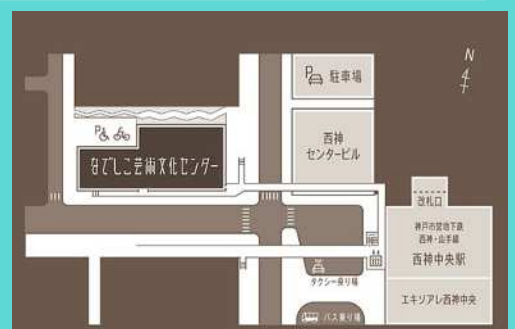 N
P 駐車場
P
なでしこ芸術文化センター
西神
センタービル
改札口
神戸市営地下鉄
西神・山手線
西神中央駅
タクシー乗り場
エキソアレ西神中央
バス乗り場